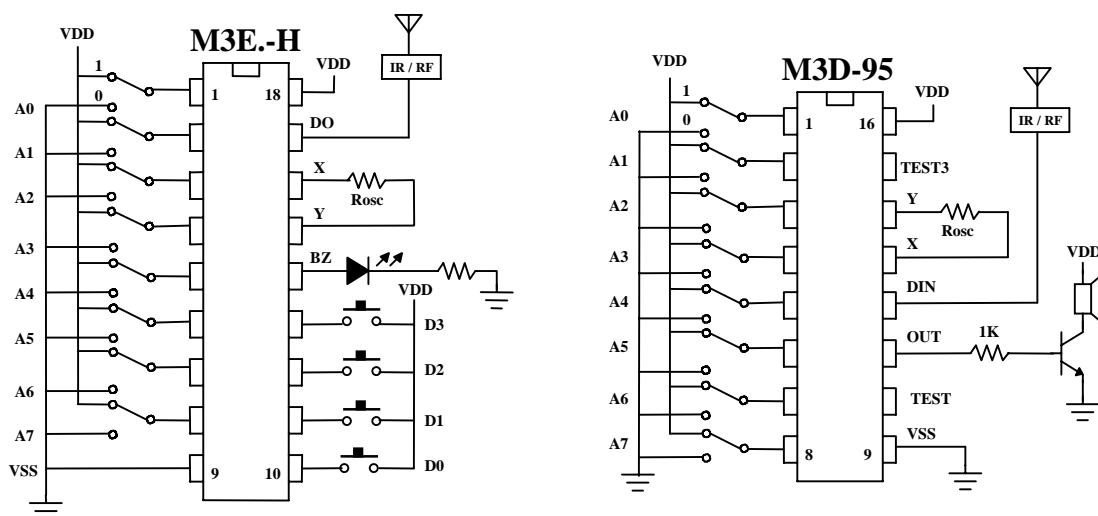 M3E.-H
VDD
1
0
A0
A1
A2
A3
A4
A5
A6
A7
VSS
1
18
9
10
VDD
DO
IR / RF
X
Rosc
Y
BZ
VDD
D3
D2
D1
D0
M3D-95
VDD
1
0
A0
A1
A2
A3
A4
A5
A6
A7
1
16
8
9
VDD
IR / RF
TEST3
Y
Rosc
X
DIN
VDD
OUT
1K
TEST
VSS